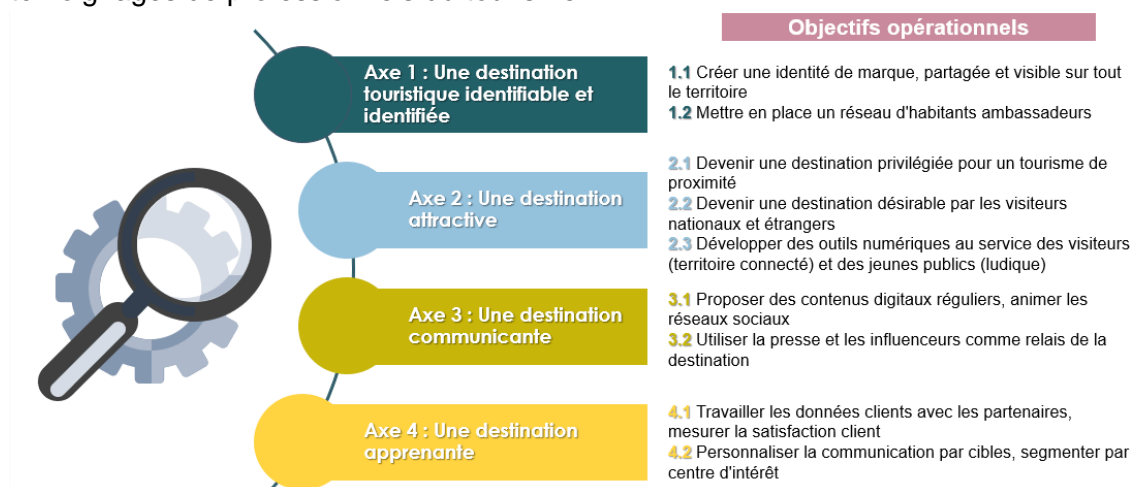 Objectifs opérationnels
Axe 1 : Une destination
touristique identifiable et
identifiée
1.1 Créer une identité de marque, partagée et visible sur tout
le territoire
1.2 Mettre en place un réseau d'habitants ambassadeurs
Axe 2 : Une destination
attractive
2.1 Devenir une destination privilégiée pour un tourisme de
proximité
2.2 Devenir une destination désirable par les visiteurs
nationaux et étrangers
2.3 Développer des outils numériques au service des visiteurs
(territoire connecté) et des jeunes publics (ludique)
Axe 3 : Une destination
communicante
3.1 Proposer des contenus digitaux réguliers, animer les
réseaux sociaux
3.2 Utiliser la presse et les influenceurs comme relais de la
destination
Axe 4 : Une destination
apprenante
4.1 Travailler les données clients avec les partenaires,
mesurer la satisfaction client
4.2 Personnaliser la communication par cibles, segmenter par
centre d'intérêt